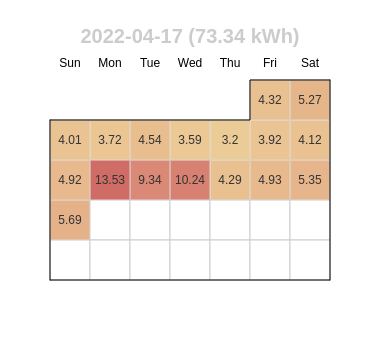 2022-04-17 (73.34 kWh)
Sun Mon Tue Wed Thu Fri Sat
4.32 5.27
4.01 3.72 4.54 3.59 3.2 3.92 4.12
4.92 13.53 9.34 10.24 4.29 4.93 5.35
5.69